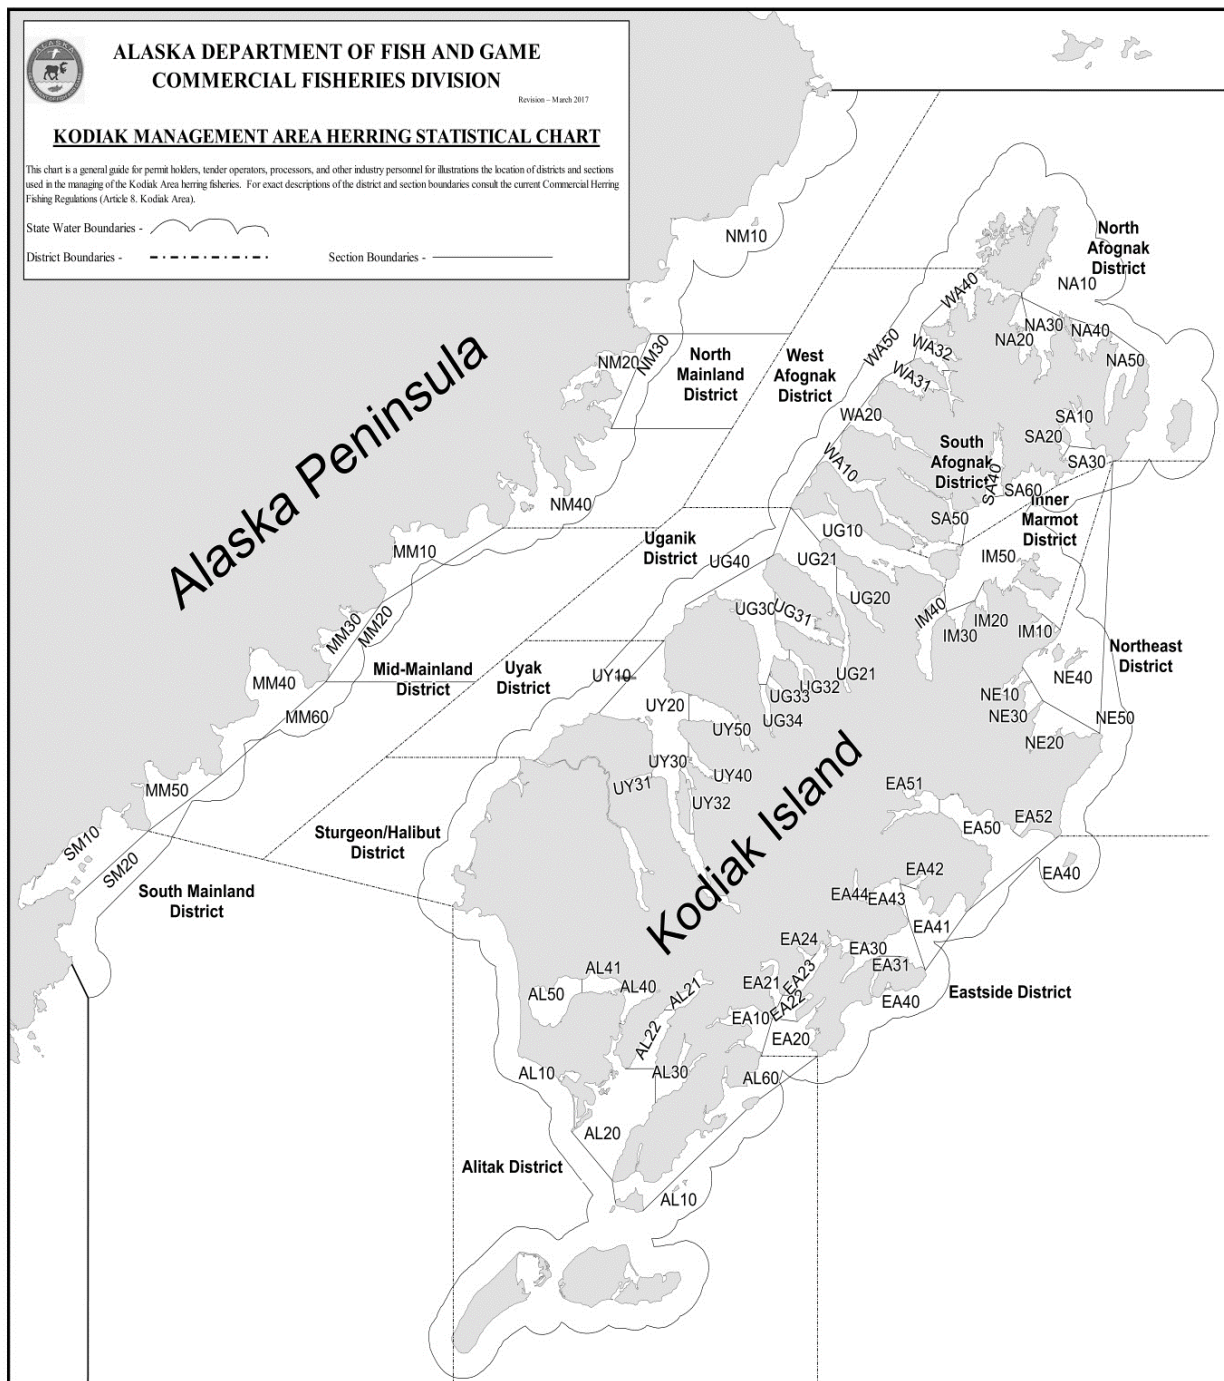 ALASKA DEPARTMENT OF FISH AND GAME
COMMERCIAL FISHERIES DIVISION
Revision – March 2017
KODIAK MANAGEMENT AREA HERRING STATISTICAL CHART
This chart is a general guide for permit holders, tender operators, processors, and other industry personnel for illustrations the location of districts and sections
used in the managing of the Kodiak Area herring fisheries. For exact descriptions of the district and section boundaries consult the current Commercial Herring
Fishing Regulations (Article 8. Kodiak Area).
State Water Boundaries -
District Boundaries -
Section Boundaries -
NM10
North
Afognak
District
NA10
WA40
NA30
NA40
NA20
NA50
WA50
WA32
WA31
NM30
NM20
North
Mainland
District
West
Afognak
District
Alaska Peninsula
WA20
SA10
SA20
South
Afognak
District
SA30
WA10
SA40
SA60
NM40
SA50
Inner
Marmot
District
UG10
Uganik
District
MM10
UG40
UG21
IM50
UG20
UG30
UG31
IM40
IM20
IM30
IM10
MM30
MM20
Northeast
District
Mid-Mainland
District
Uyak
District
UY10
UG21
UG32
UG33
NE40
MM40
NE10
UY20
UG34
NE30
NE50
MM60
UY50
NE20
UY30
UY40
UY31
MM50
UY32
EA51
Kodiak Island
EA52
EA50
Sturgeon/Halibut
District
SM10
SM20
EA42
EA40
South Mainland
District
EA44
EA43
EA41
EA24
EA30
EA31
AL41
EA23
EA21
AL50
AL40
AL21
Eastside District
EA40
EA22
EA10
EA20
AL22
AL10
AL30
AL60
AL20
Alitak District
AL10